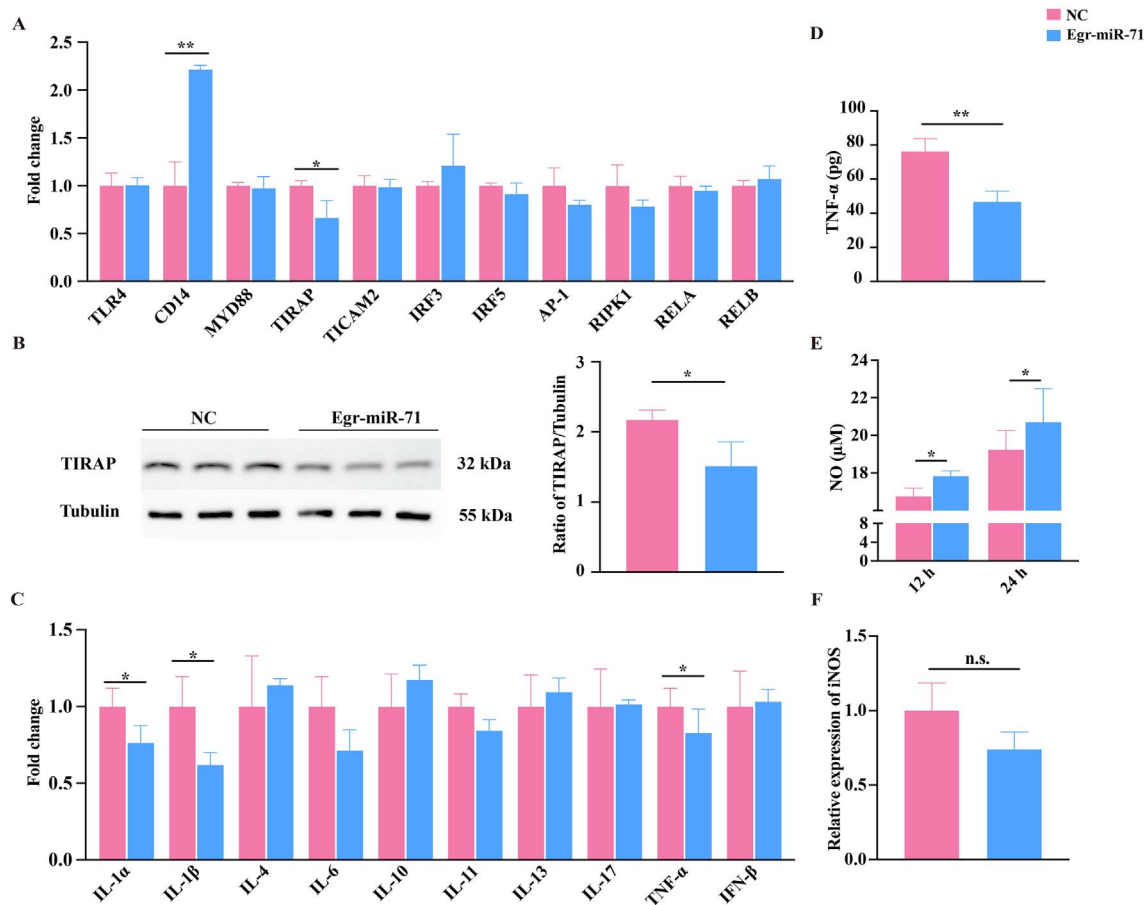 NC
Egr-miR-71
A
**
*
Fold change
2.5
2.0
1.5
1.0
0.5
0.0
TLR4
CD14
MYD88
TIRAP
TICAM2
IRF3
IRF5
AP-1
RIPK1
RELA
RELB
D
**
TNF-α (pg)
100
80
60
40
20
0
B
NC
Egr-miR-71
TIRAP
32 kDa
Tubulin
55 kDa
*
Ratio of TIRAP/Tubulin
3
2
1
0
E
*
*
NO (μM)
24
22
20
18
8
4
0
12 h
24 h
C
*
*
*
Fold change
1.5
1.0
0.5
0.0
IL-1α
IL-1β
IL-4
IL-6
IL-10
IL-11
IL-13
IL-17
TNF-α
IFN-β
F
n.s.
Relative expression of iNOS
1.5
1.0
0.5
0.0